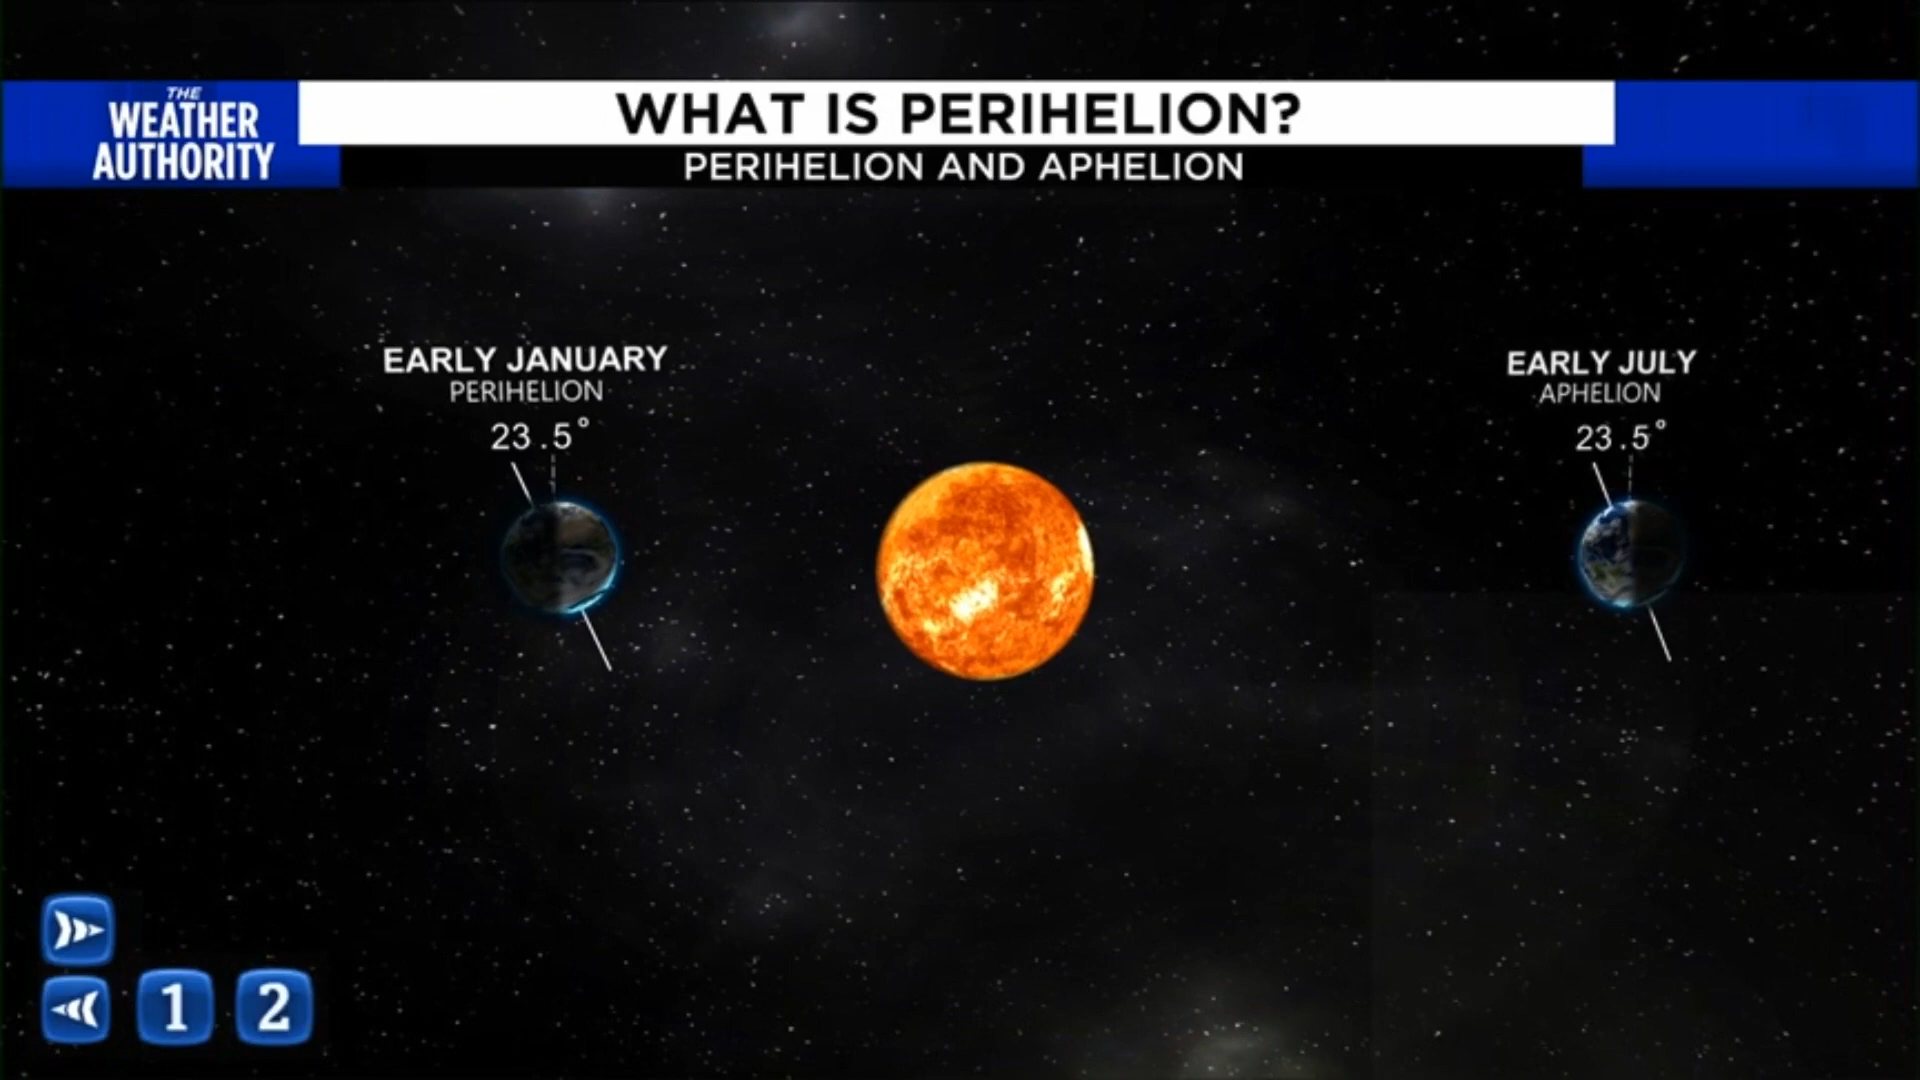 THE
WEATHER
AUTHORITY
WHAT IS PERIHELION?
PERIHELION AND APHELION
EARLY JANUARY
PERIHELION
23.5°
EARLY JULY
APHELION
23.5°
1 2